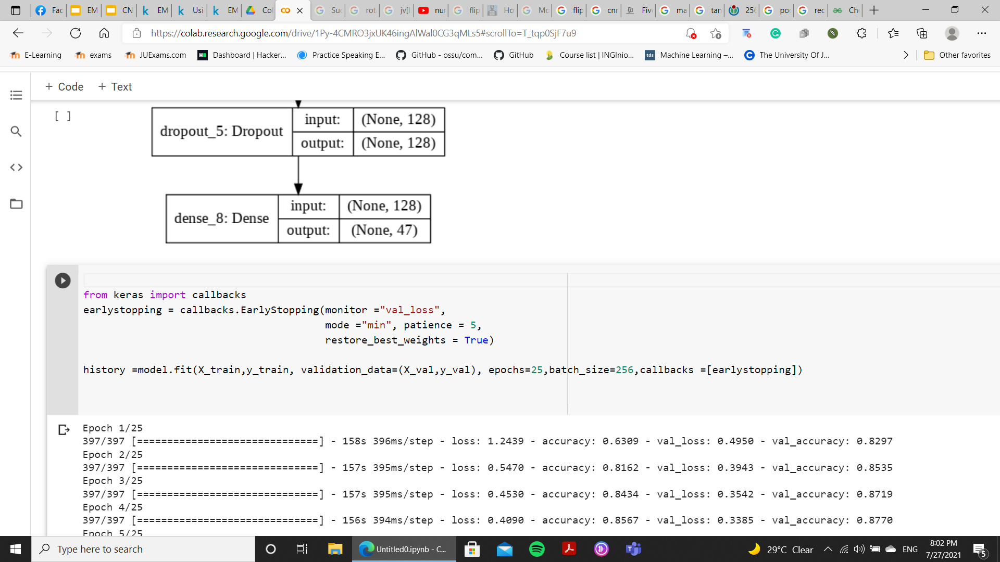 Fac
EM
CN
EM
Usi
EM
Co
Suc
rot
jv[l
nur
flip
Ho
Mo
flip
cnr
Five
ma
tan
256
poo
rec
Ch
https://colab.research.google.com/drive/1Py-4CMRO3jxUK46ingAlWal0CG3qMLs5#scrollTo=T_tqp0SjF7u9
E-Learning
exams
JUExams.com
Dashboard | Hacker...
Practice Speaking E...
GitHub - ossu/com...
GitHub
Course list | INGInio...
tds
Machine Learning –...
The University Of J...
Other favorites
+ Code + Text
[ ]
dropout_5: Dropout
input: (None, 128)
output: (None, 128)
dense_8: Dense
input: (None, 128)
output: (None, 47)
from keras import callbacks
earlystopping = callbacks.EarlyStopping(monitor ="val_loss",
mode ="min", patience = 5,
restore_best_weights = True)
history =model.fit(X_train,y_train, validation_data=(X_val,y_val), epochs=25,batch_size=256,callbacks =[earlystopping])
Epoch 1/25
397/397 [==============================] - 158s 396ms/step - loss: 1.2439 - accuracy: 0.6309 - val_loss: 0.4950 - val_accuracy: 0.8297
Epoch 2/25
397/397 [==============================] - 157s 395ms/step - loss: 0.5470 - accuracy: 0.8162 - val_loss: 0.3943 - val_accuracy: 0.8535
Epoch 3/25
397/397 [==============================] - 157s 395ms/step - loss: 0.4530 - accuracy: 0.8434 - val_loss: 0.3542 - val_accuracy: 0.8719
Epoch 4/25
397/397 [==============================] - 156s 394ms/step - loss: 0.4090 - accuracy: 0.8567 - val_loss: 0.3385 - val_accuracy: 0.8770
Epoch 5/25
Type here to search
Untitled0.ipynb - C...
29°C Clear
ENG
8:02 PM
7/27/2021
5